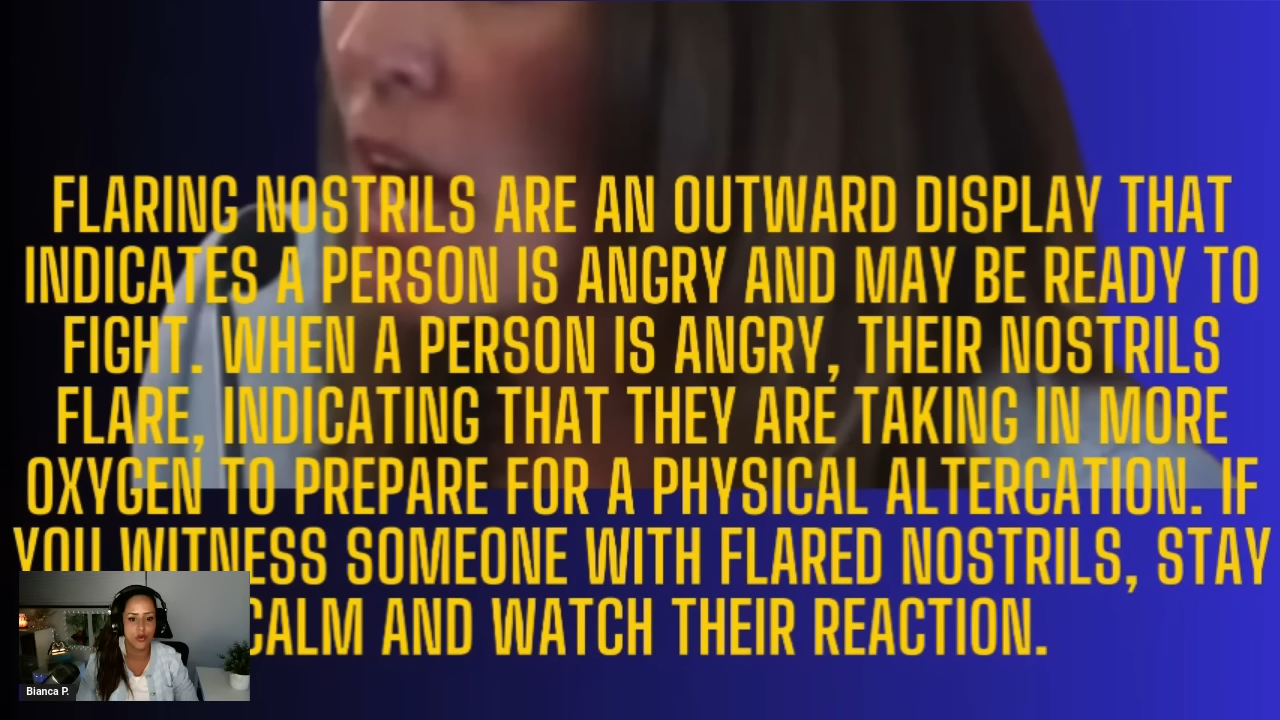 FLARING NOSTRILS ARE AN OUTWARD DISPLAY THAT
INDICATES A PERSON IS ANGRY AND MAY BE READY TO
FIGHT. WHEN A PERSON IS ANGRY, THEIR NOSTRILS
FLARE, INDICATING THAT THEY ARE TAKING IN MORE
OXYGEN TO PREPARE FOR A PHYSICAL ALTERCATION. IF
YOU WITNESS SOMEONE WITH FLARED NOSTRILS, STAY
CALM AND WATCH THEIR REACTION.
Bianca P.